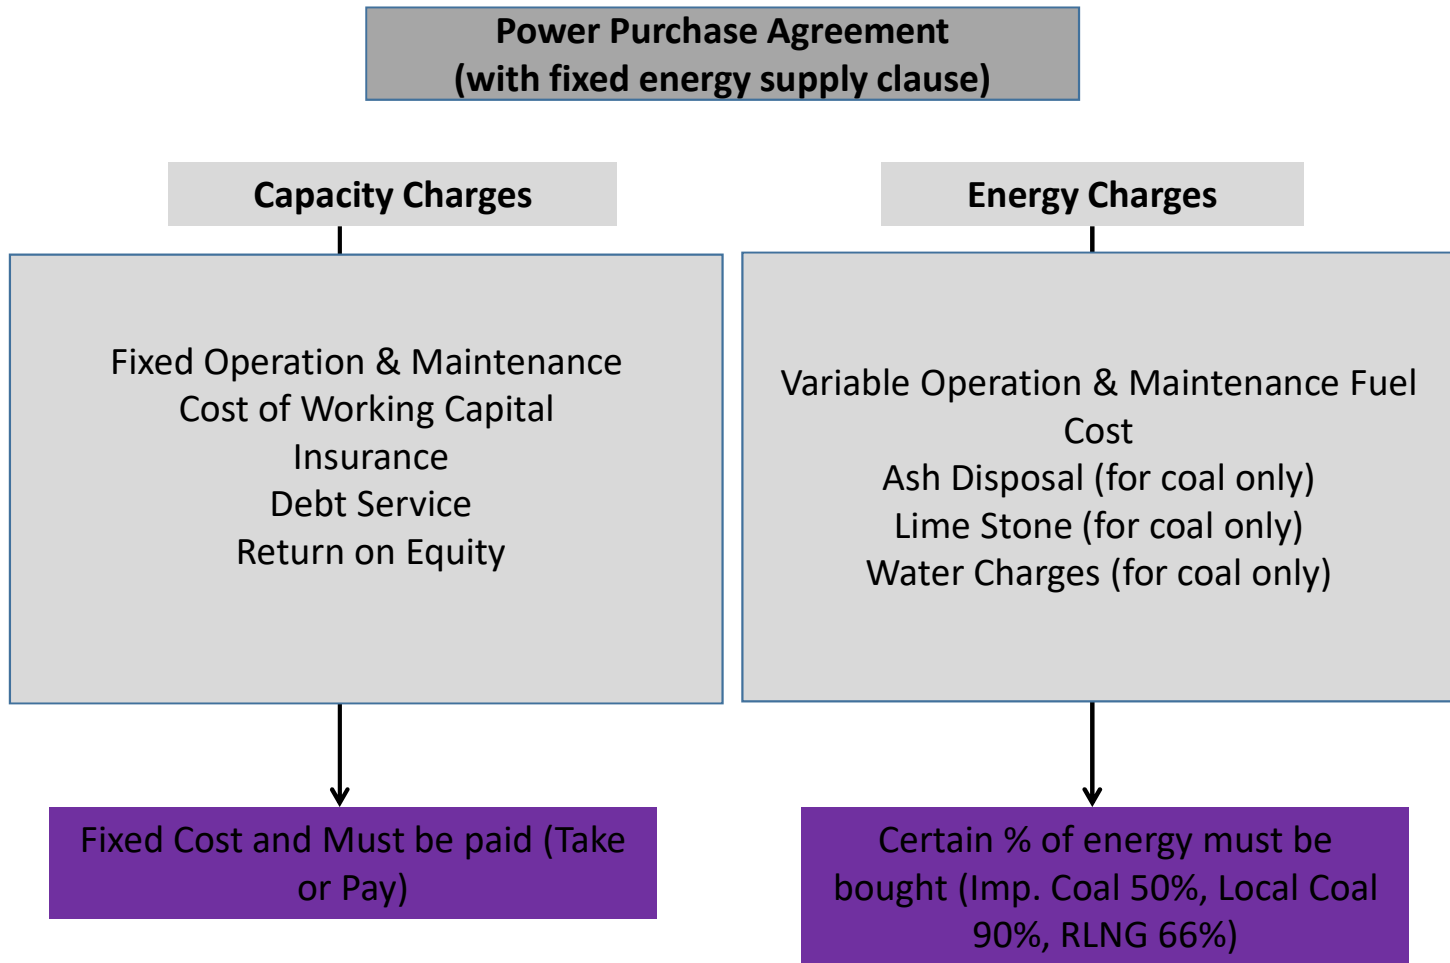 Power Purchase Agreement
(with fixed energy supply clause)
Capacity Charges
Energy Charges
Fixed Operation & Maintenance
Cost of Working Capital
Insurance
Debt Service
Return on Equity
Variable Operation & Maintenance Fuel
Cost
Ash Disposal (for coal only)
Lime Stone (for coal only)
Water Charges (for coal only)
Fixed Cost and Must be paid (Take
or Pay)
Certain % of energy must be
bought (Imp. Coal 50%, Local Coal
90%, RLNG 66%)